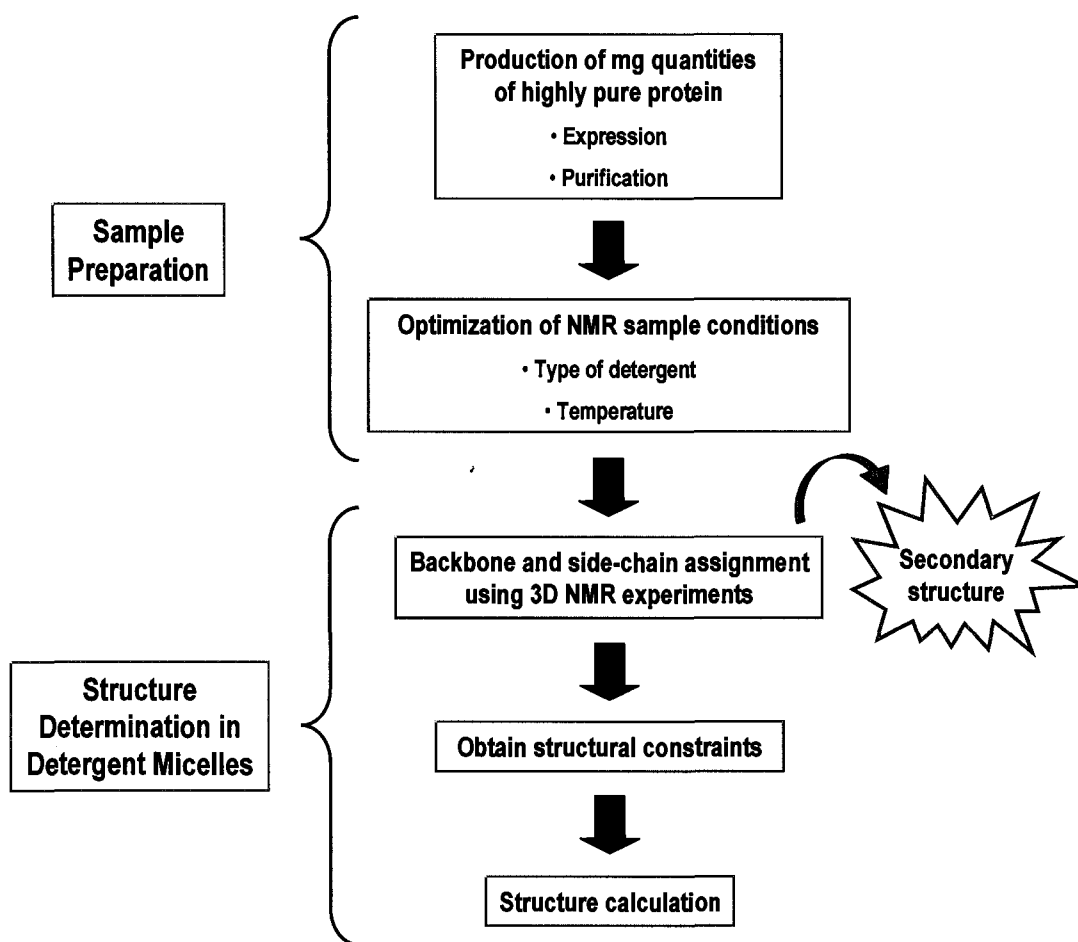 Production of mg quantities
of highly pure protein
• Expression
• Purification
Sample
Preparation
Optimization of NMR sample conditions
• Type of detergent
• Temperature
Backbone and side-chain assignment
using 3D NMR experiments
Secondary
structure
Structure
Determination in
Detergent Micelles
Obtain structural constraints
Structure calculation